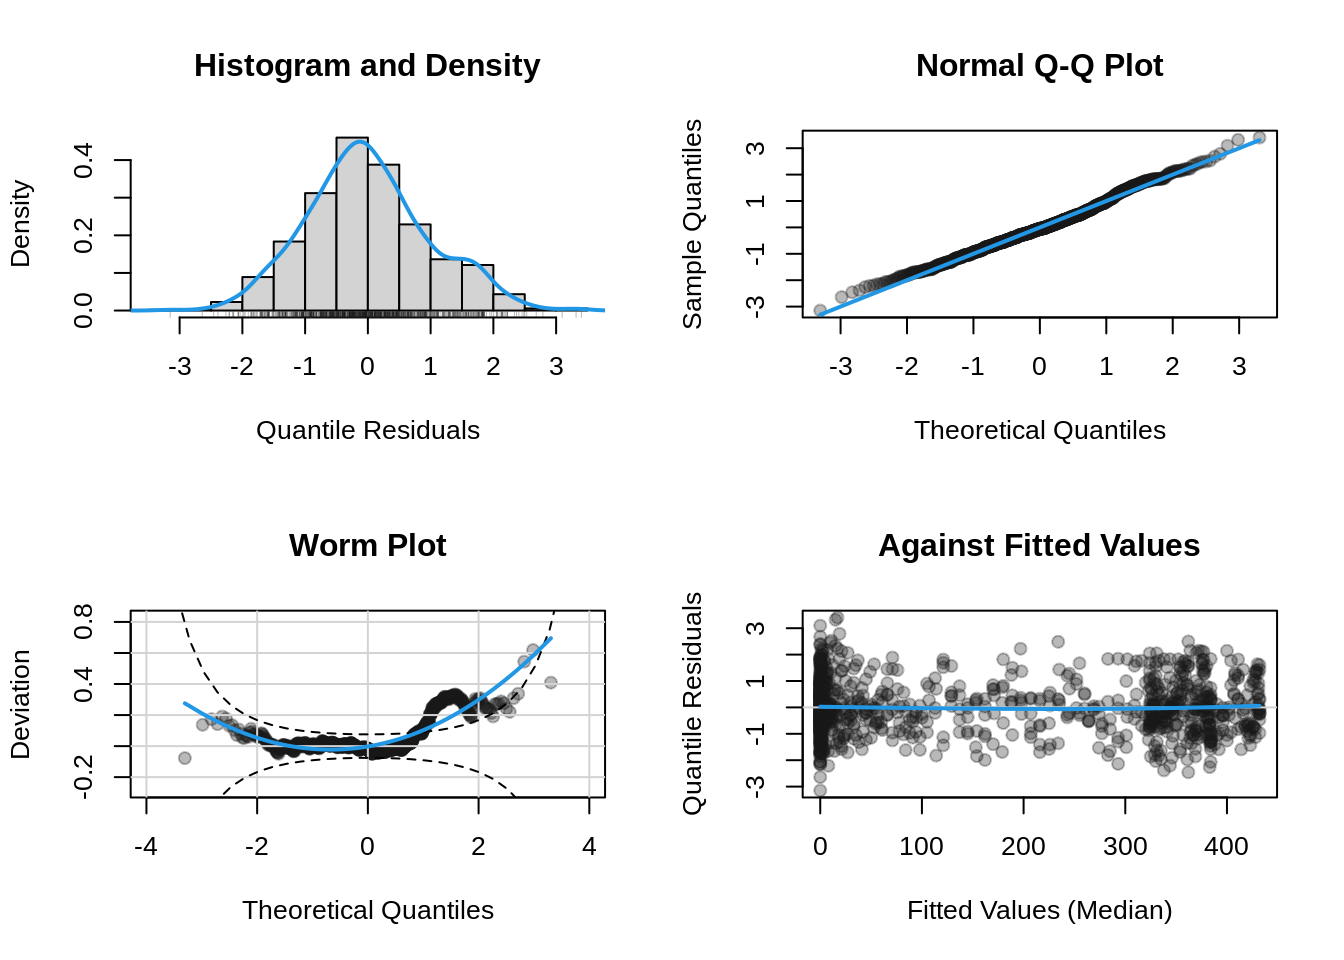 Histogram and Density
Density
0.0 0.2 0.4
-3 -2 -1 0 1 2 3
Quantile Residuals
Normal Q-Q Plot
Sample Quantiles
-3 -1 1 3
-3 -2 -1 0 1 2 3
Theoretical Quantiles
Worm Plot
Deviation
-0.2 0.4 0.8
-4 -2 0 2 4
Theoretical Quantiles
Against Fitted Values
Quantile Residuals
-3 -1 1 3
0 100 200 300 400
Fitted Values (Median)